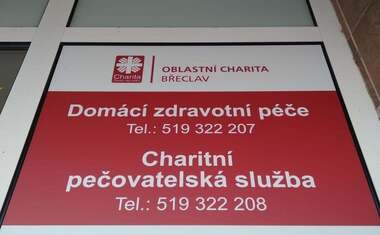 Charita
OBLASTNÍ CHARITA
BŘECLAV
Domácí zdravotní péče
Tel.: 519 322 207
Charitní
pečovatelská služba
Tel.: 519 322 208